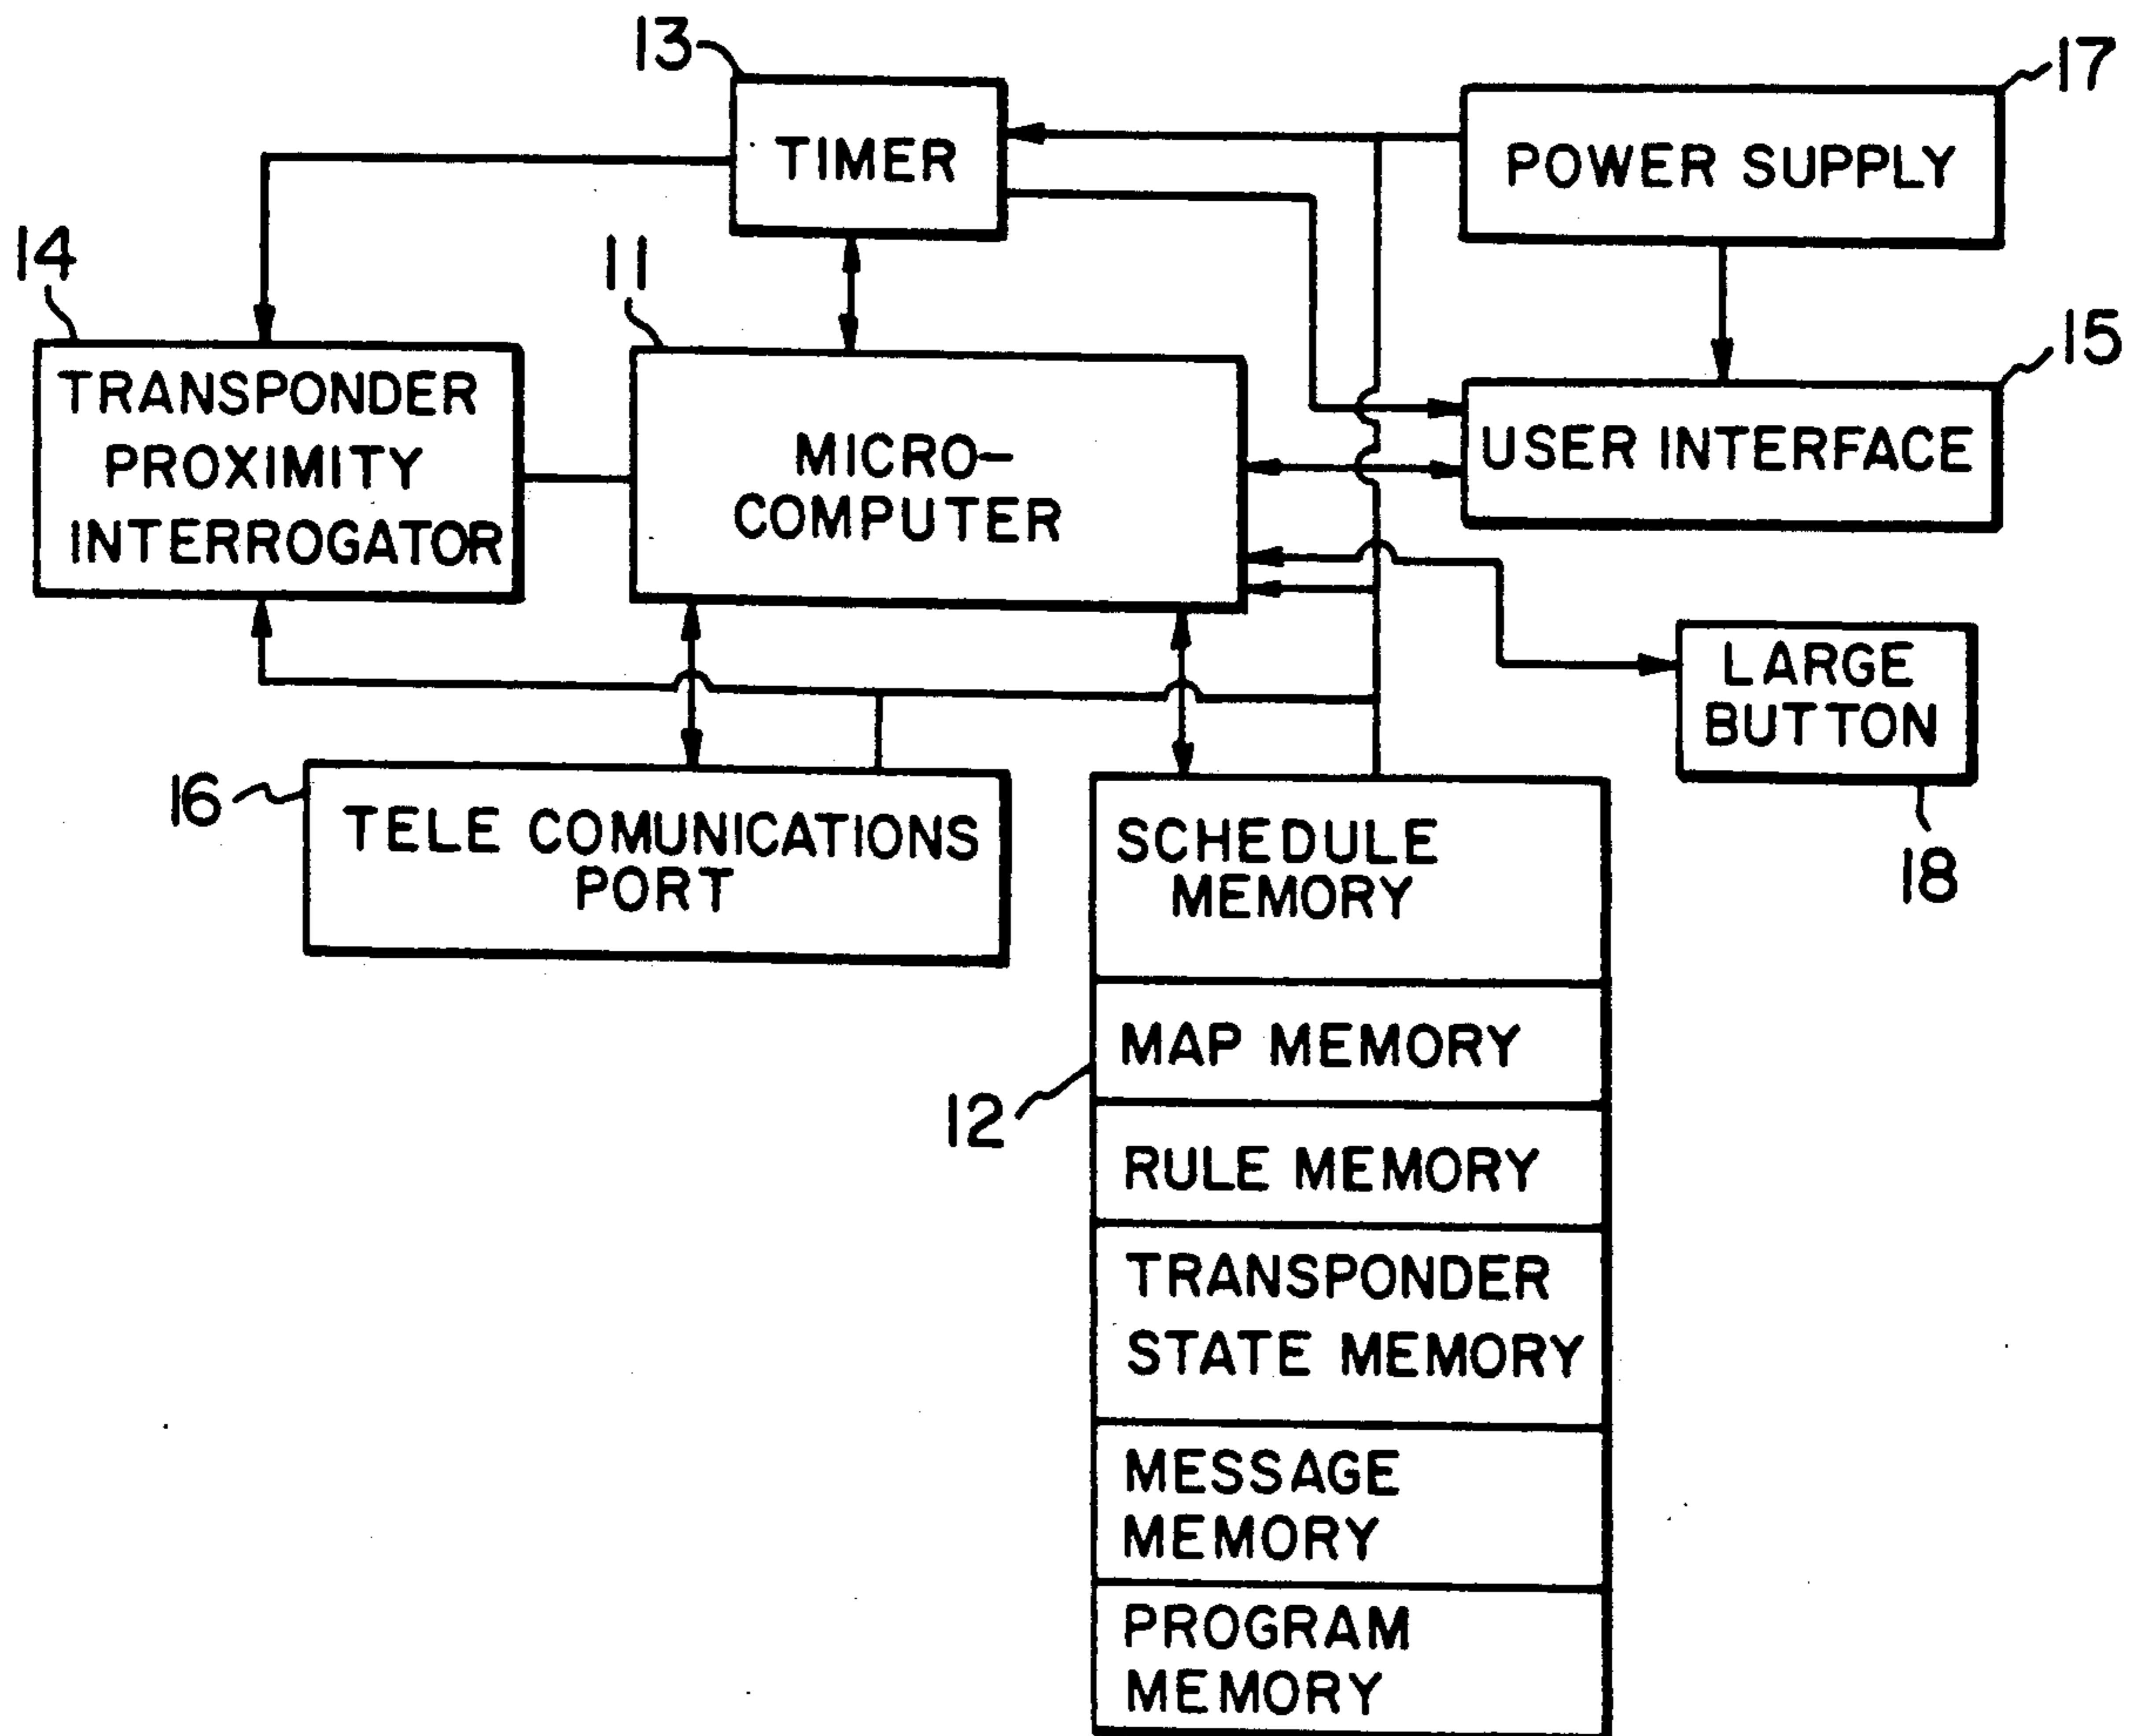 13
17
TIMER
POWER SUPPLY
14
11
15
TRANSPONDER
PROXIMITY
INTERROGATOR
MICRO-
COMPUTER
USER INTERFACE
LARGE
BUTTON
18
16
TELE COMUNICATIONS
PORT
SCHEDULE
MEMORY
MAP MEMORY
12
RULE MEMORY
TRANSPONDER
STATE MEMORY
MESSAGE
MEMORY
PROGRAM
MEMORY